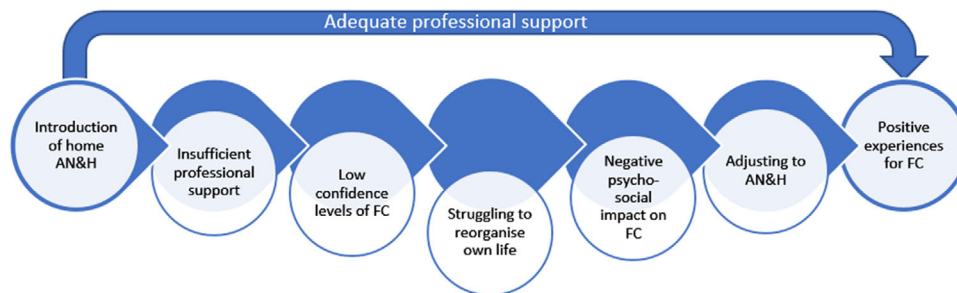 Adequate professional support
Introduction
of home
AN&H
Insufficient
professional
support
Low
confidence
levels of FC
Struggling to
reorganise
own life
Negative
psycho-
social
impact on
FC
Adjusting to
AN&H
Positive
experiences
for FC